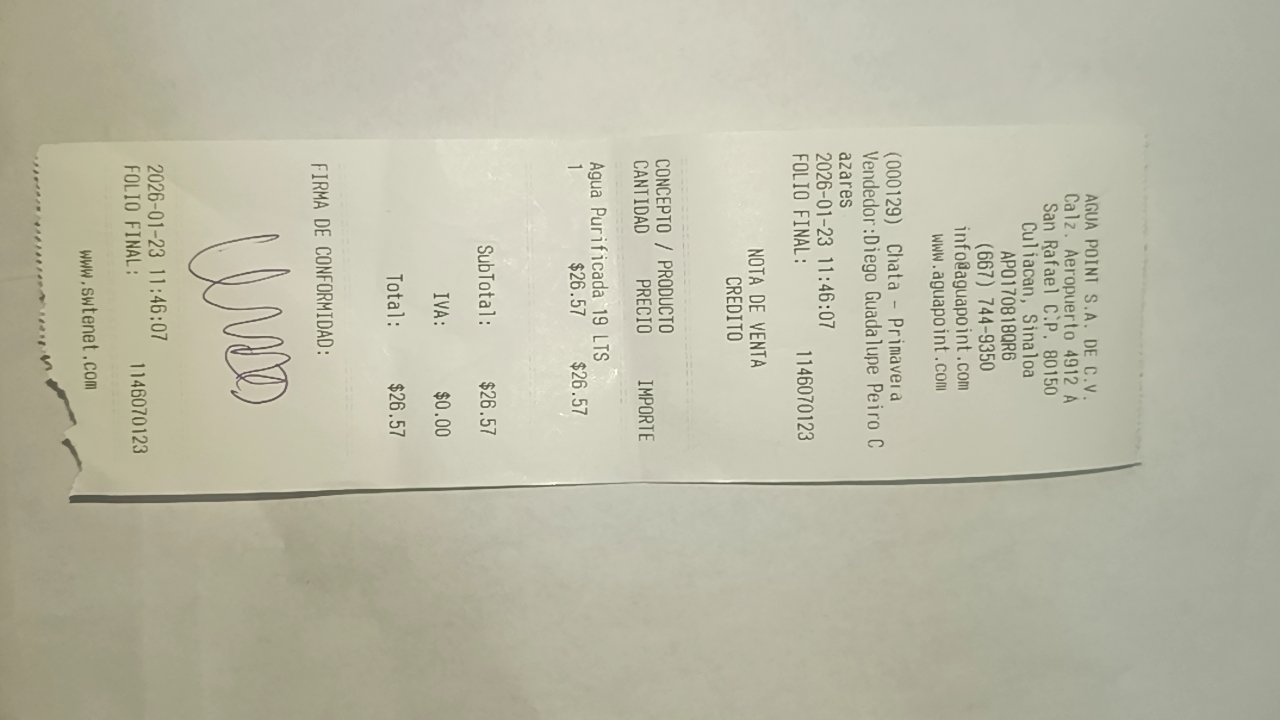 AGUA POINT S.A. DE C.V.
Calz. Aeropuerto 4912 A
San Rafael C.P. 80150
Culiacan, Sinaloa
APO170818QR6
(667) 744-9350
info@aguapoint.com
www.aguapoint.com
(000129) Chata - Primavera
Vendedor:Diego Guadalupe Peiro C
azares
2026-01-23 11:46:07
FOLIO FINAL: 1146070123
NOTA DE VENTA
CREDITO
CONCEPTO / PRODUCTO
CANTIDAD PRECIO IMPORTE
Agua Purificada 19 LTS
1 $26.57 $26.57
SubTotal: $26.57
IVA: $0.00
Total: $26.57
FIRMA DE CONFORMIDAD:
2026-01-23 11:46:07
FOLIO FINAL: 1146070123
www.swtenet.com